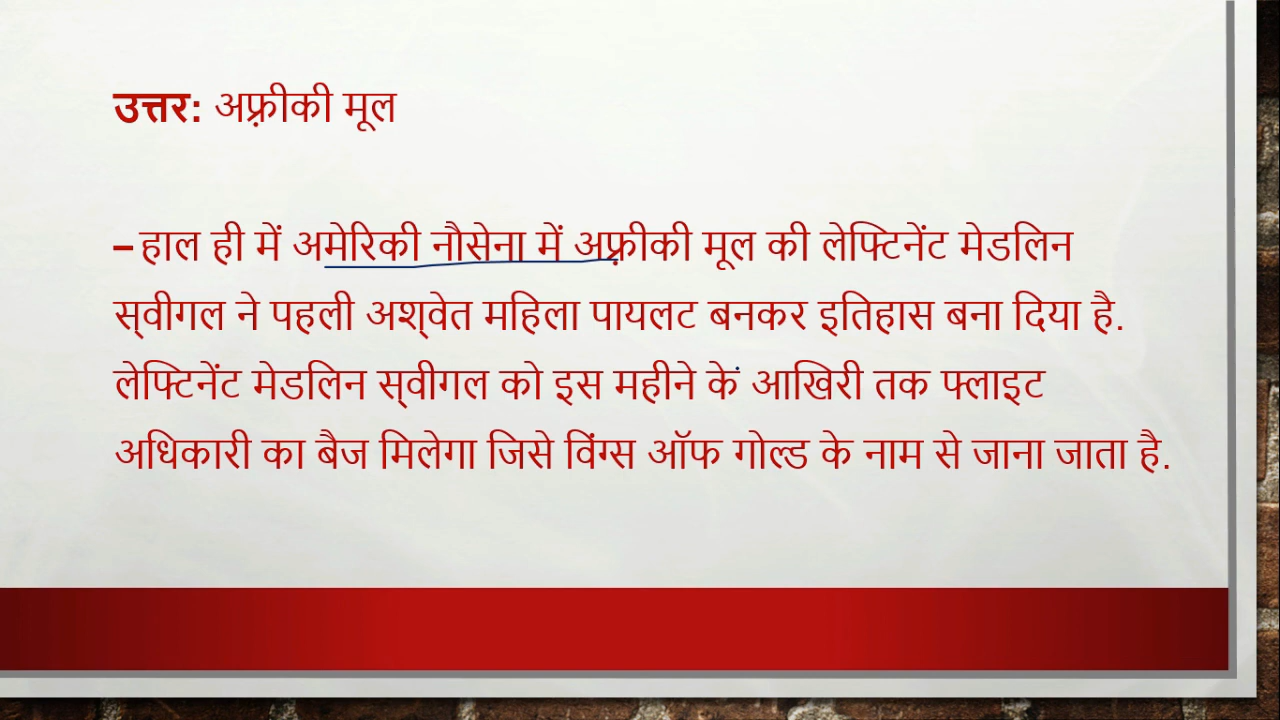 उत्तर: अफ़्रीकी मूल
– हाल ही में अमेरिकी नौसेना में अफ़्रीकी मूल की लेफ्टिनेंट मेडलिन
स्वीगल ने पहली अश्वेत महिला पायलट बनकर इतिहास बना दिया है.
लेफ्टिनेंट मेडलिन स्वीगल को इस महीने के आखिरी तक फ्लाइट
अधिकारी का बैज मिलेगा जिसे विंग्स ऑफ गोल्ड के नाम से जाना जाता है.